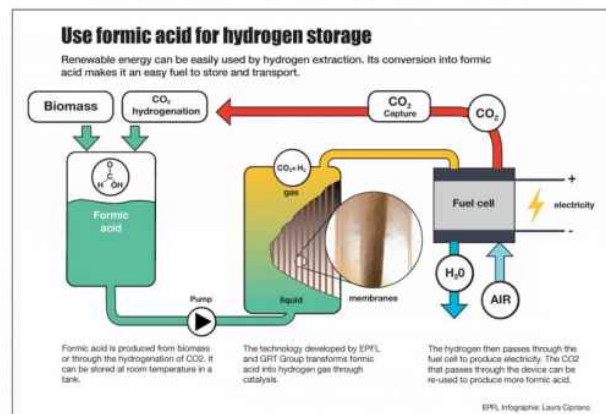 Use formic acid for hydrogen storage
Renewable energy can be easily used by hydrogen extraction. Its conversion into formic
acid makes it an easy fuel to store and transport.
Biomass
CO₂
hydrogenation
CO₂
Capture
CO₂
O
C
H OH
Formic
acid
CO₂+H₂
gas
liquid
membranes
Pump
Fuel cell
+
-
electricity
H₂0
AIR
Formic acid is produced from biomass
or through the hydrogenation of CO2. It
can be stored at room temperature in a
tank.
The technology developed by EPFL
and GRT Group transforms formic
acid into hydrogen gas through
catalysis.
The hydrogen then passes through the
fuel cell to produce electricity. The CO2
that passes through the device can be
re-used to produce more formic acid.
EPFL Infographie: Laura Cipriano